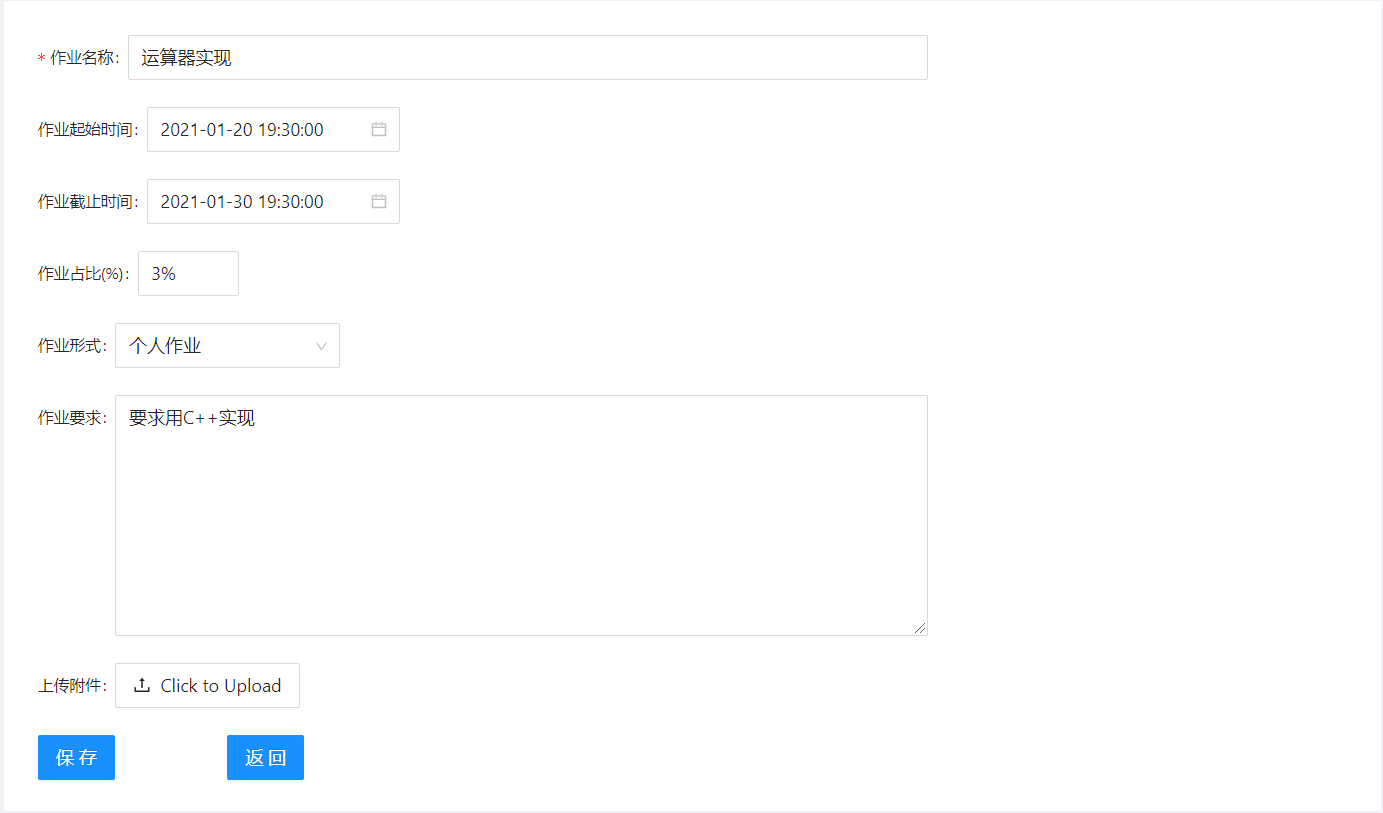 * 作业名称: 运算器实现
作业起始时间: 2021-01-20 19:30:00
作业截止时间: 2021-01-30 19:30:00
作业占比(%): 3%
作业形式: 个人作业
作业要求: 要求用C++实现
上传附件: Click to Upload
保存 返回